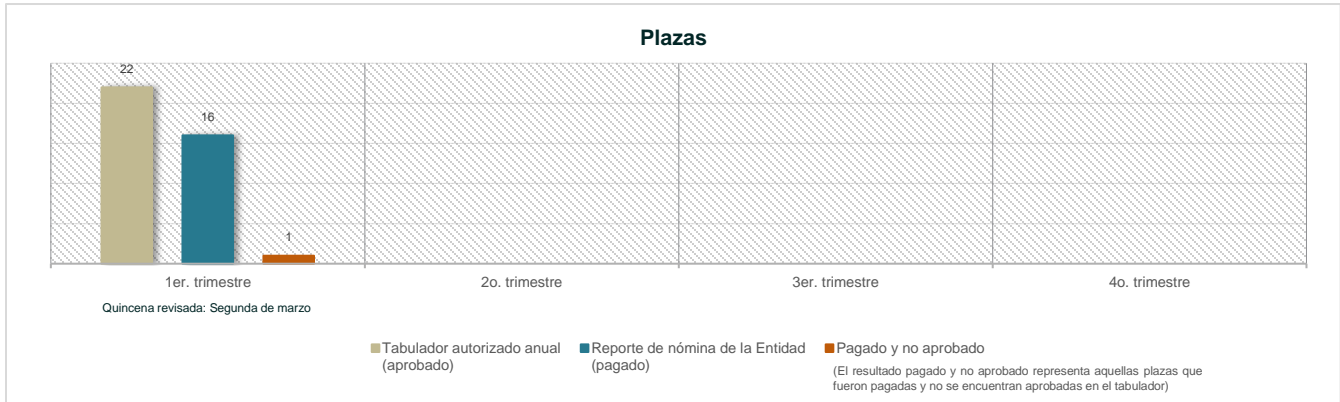 Plazas
22
16
1
1er. trimestre
2o. trimestre
3er. trimestre
4o. trimestre
Quincena revisada: Segunda de marzo
Tabulador autorizado anual
(aprobado)
Reporte de nómina de la Entidad
(pagado)
Pagado y no aprobado
(El resultado pagado y no aprobado representa aquellas plazas que
fueron pagadas y no se encuentran aprobadas en el tabulador)